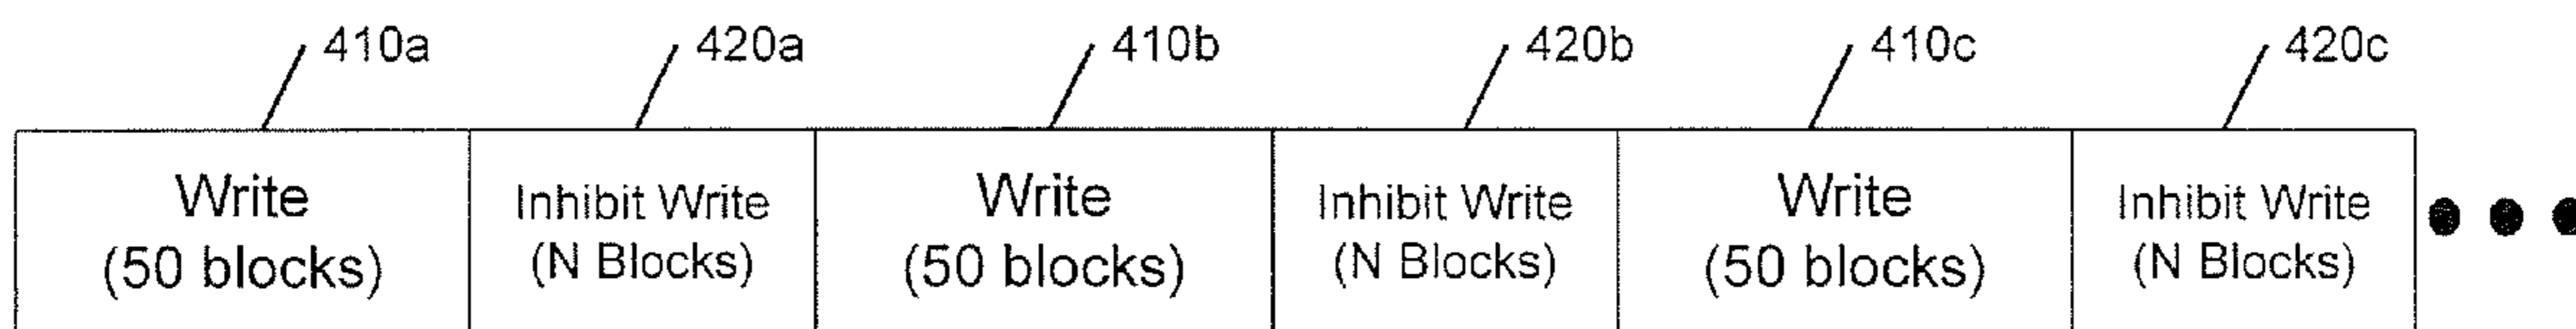 410a 420a 410b 420b 410c 420c
Write Inhibit Write Write Inhibit Write Write Inhibit Write
(50 blocks) (N Blocks) (50 blocks) (N Blocks) (50 blocks) (N Blocks)